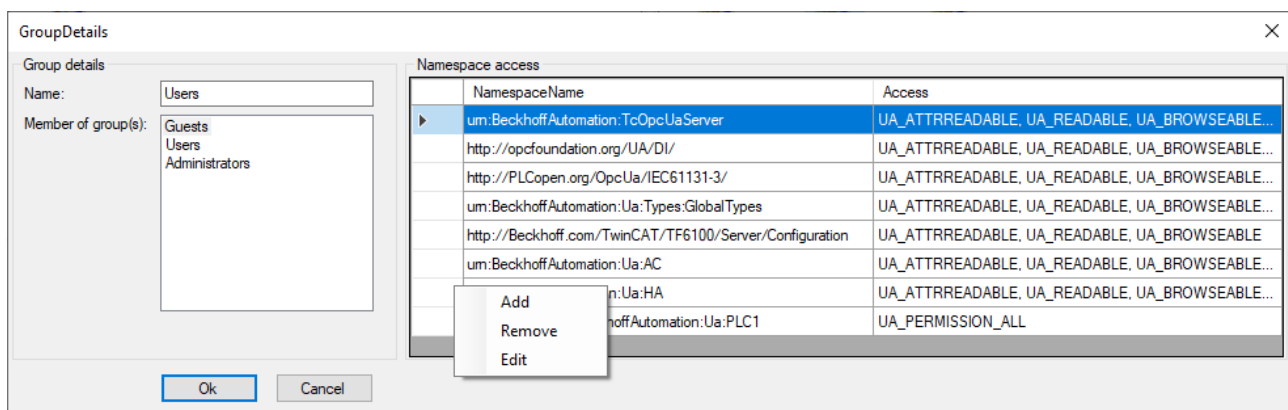 GroupDetails
Group details
Name: Users
Member of group(s): Guests
Users
Administrators
Namespace access
NamespaceName Access
urn:BeckhoffAutomation:TcOpcUaServer UA_ATTRREADABLE, UA_READABLE, UA_BROWSEABLE...
http://opcfoundation.org/UA/DI/ UA_ATTRREADABLE, UA_READABLE, UA_BROWSEABLE...
http://PLCopen.org/OpcUa/IEC61131-3/ UA_ATTRREADABLE, UA_READABLE, UA_BROWSEABLE...
urn:BeckhoffAutomation:Ua:Types:GlobalTypes UA_ATTRREADABLE, UA_READABLE, UA_BROWSEABLE...
http://Beckhoff.com/TwinCAT/TF6100/Server/Configuration UA_ATTRREADABLE, UA_READABLE, UA_BROWSEABLE
urn:BeckhoffAutomation:Ua:AC UA_ATTRREADABLE, UA_READABLE, UA_BROWSEABLE...
n:Ua:HA UA_ATTRREADABLE, UA_READABLE, UA_BROWSEABLE...
hoffAutomation:Ua:PLC1 UA_PERMISSION_ALL
Add
Remove
Edit
Ok Cancel